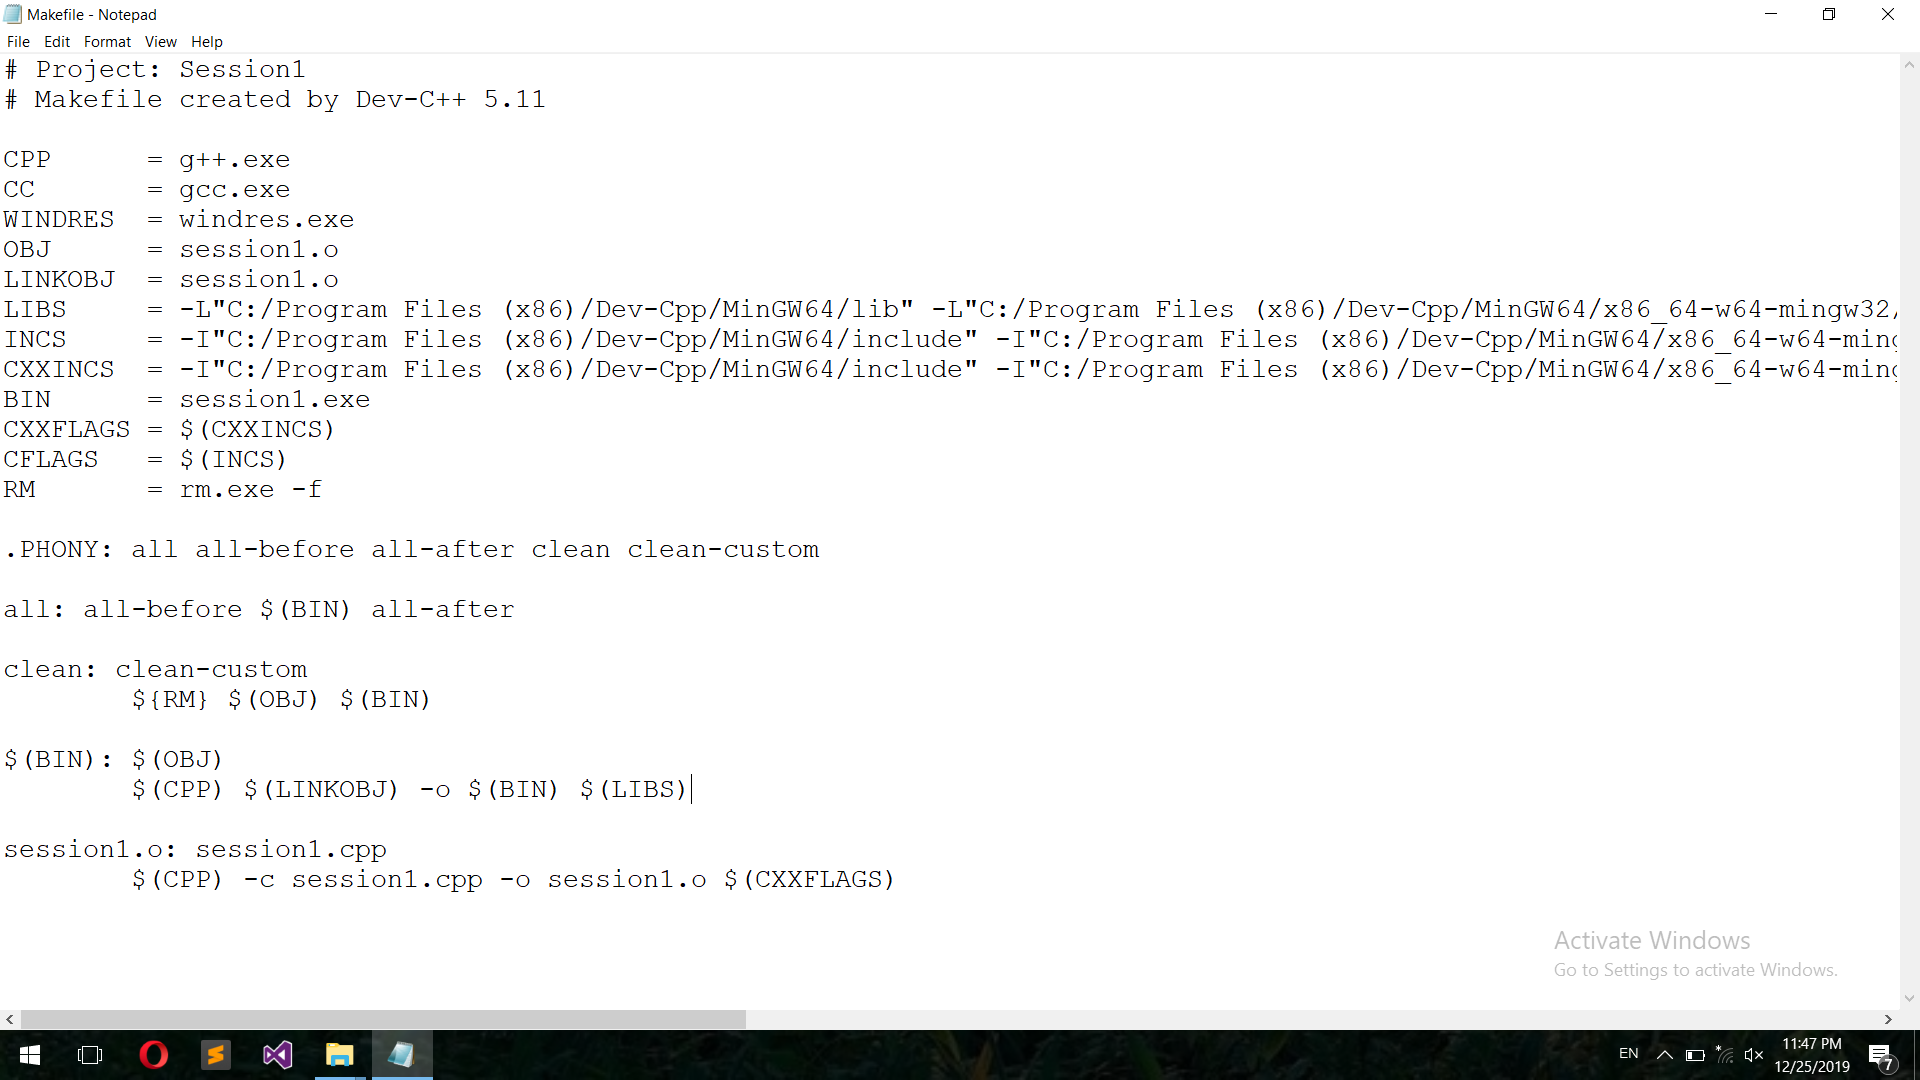 Makefile - Notepad
File Edit Format View Help
# Project: Session1
# Makefile created by Dev-C++ 5.11
CPP      = g++.exe
CC       = gcc.exe
WINDRES  = windres.exe
OBJ      = session1.o
LINKOBJ  = session1.o
LIBS     = -L"C:/Program Files (x86)/Dev-Cpp/MinGW64/lib" -L"C:/Program Files (x86)/Dev-Cpp/MinGW64/x86_64-w64-mingw32/
INCS     = -I"C:/Program Files (x86)/Dev-Cpp/MinGW64/include" -I"C:/Program Files (x86)/Dev-Cpp/MinGW64/x86_64-w64-ming
CXXINCS  = -I"C:/Program Files (x86)/Dev-Cpp/MinGW64/include" -I"C:/Program Files (x86)/Dev-Cpp/MinGW64/x86_64-w64-ming
BIN      = session1.exe
CXXFLAGS = $(CXXINCS)
CFLAGS   = $(INCS)
RM       = rm.exe -f
.PHONY: all all-before all-after clean clean-custom
all: all-before $(BIN) all-after
clean: clean-custom
        ${RM} $(OBJ) $(BIN)
$(BIN): $(OBJ)
        $(CPP) $(LINKOBJ) -o $(BIN) $(LIBS)
session1.o: session1.cpp
        $(CPP) -c session1.cpp -o session1.o $(CXXFLAGS)
Activate Windows
Go to Settings to activate Windows.
EN
11:47 PM
12/25/2019
7